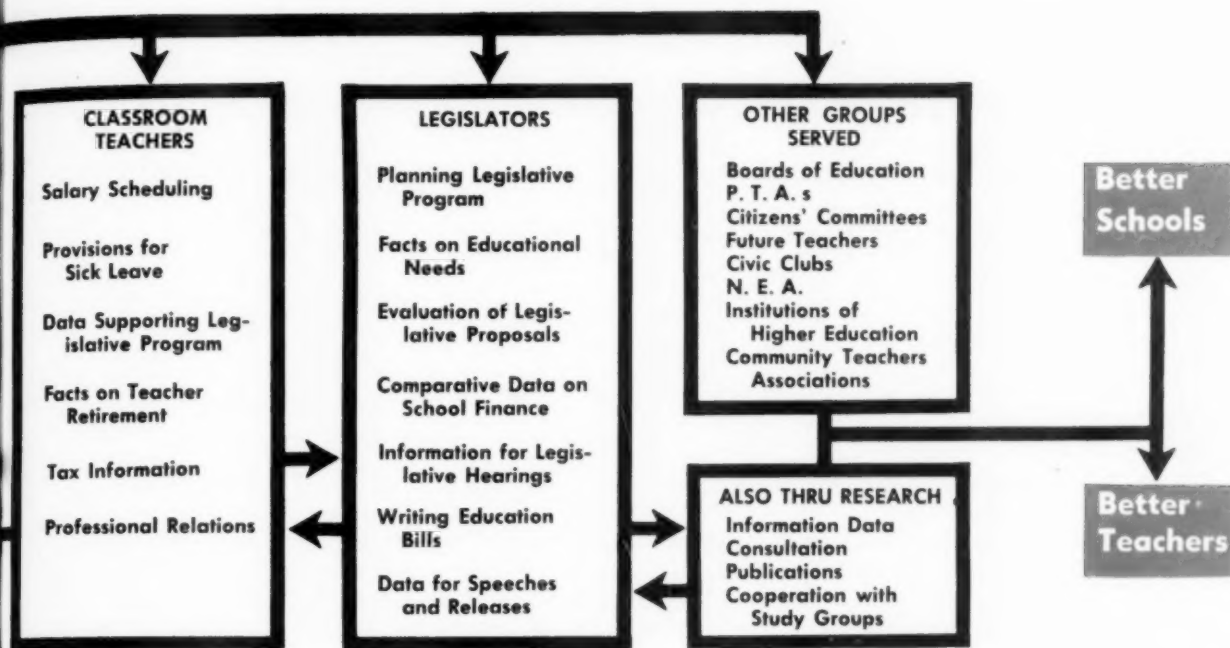 CLASSROOM
TEACHERS
Salary Scheduling
Provisions for
Sick Leave
Data Supporting Leg-
islative Program
Facts on Teacher
Retirement
Tax Information
Professional Relations
LEGISLATORS
Planning Legislative
Program
Facts on Educational
Needs
Evaluation of Legis-
lative Proposals
Comparative Data on
School Finance
Information for Legis-
lative Hearings
Writing Education
Bills
Data for Speeches
and Releases
OTHER GROUPS
SERVED
Boards of Education
P. T. A. s
Citizens' Committees
Future Teachers
Civic Clubs
N. E. A.
Institutions of
Higher Education
Community Teachers
Associations
ALSO THRU RESEARCH
Information Data
Consultation
Publications
Cooperation with
Study Groups
Better
Schools
Better
Teachers